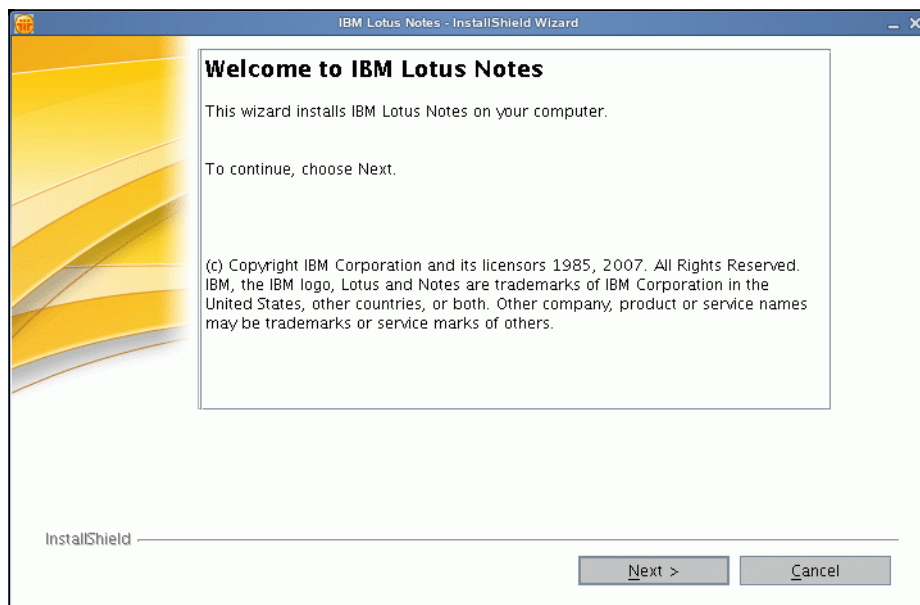 IBM Lotus Notes - InstallShield Wizard
Welcome to IBM Lotus Notes
This wizard installs IBM Lotus Notes on your computer.
To continue, choose Next.
(c) Copyright IBM Corporation and its licensors 1985, 2007. All Rights Reserved.
IBM, the IBM logo, Lotus and Notes are trademarks of IBM Corporation in the
United States, other countries, or both. Other company, product or service names
may be trademarks or service marks of others.
InstallShield
Next >
Cancel